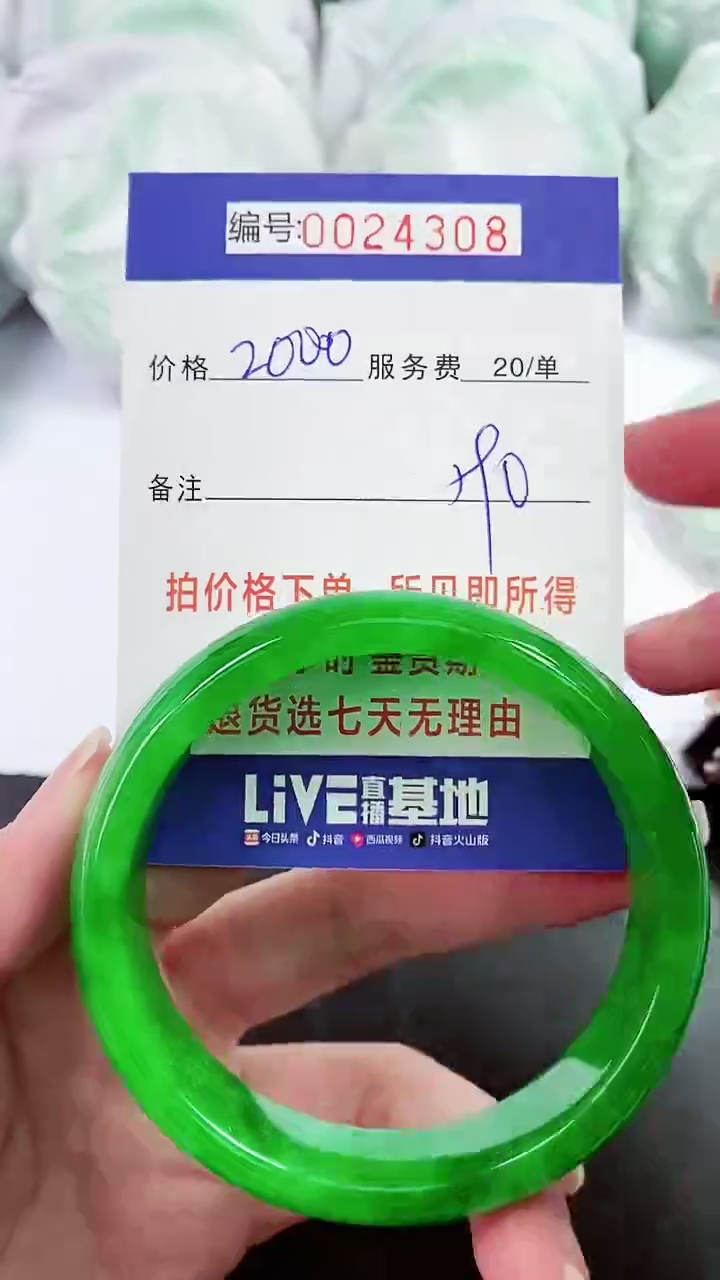 编号:0024308
价格 2000 服务费 20/单
备注
拍价格下单 所见即所得
退货选七天无理由
LiVE直播基地
今日头条 抖音 西瓜视频 抖音火山版